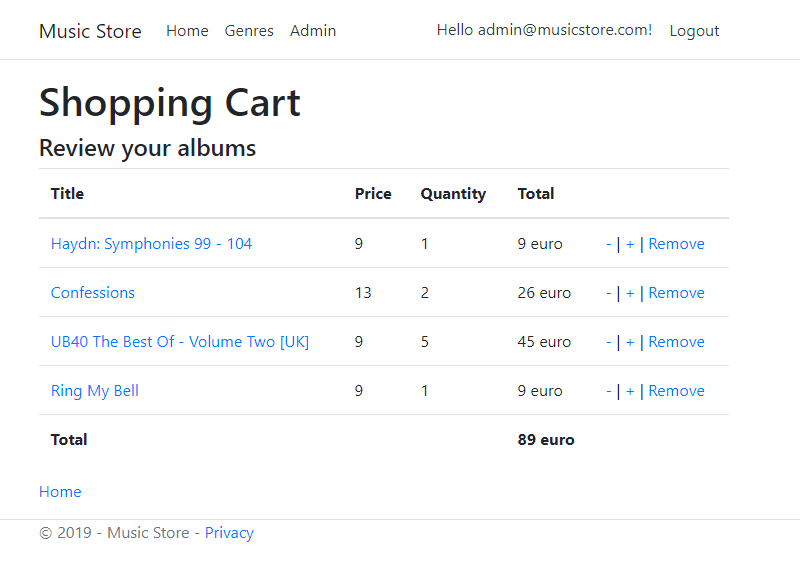 Music Store Home Genres Admin Hello admin@musicstore.com! Logout
Shopping Cart
Review your albums
Title Price Quantity Total
Haydn: Symphonies 99 - 104 9 1 9 euro - | + | Remove
Confessions 13 2 26 euro - | + | Remove
UB40 The Best Of - Volume Two [UK] 9 5 45 euro - | + | Remove
Ring My Bell 9 1 9 euro - | + | Remove
Total 89 euro
Home
© 2019 - Music Store - Privacy